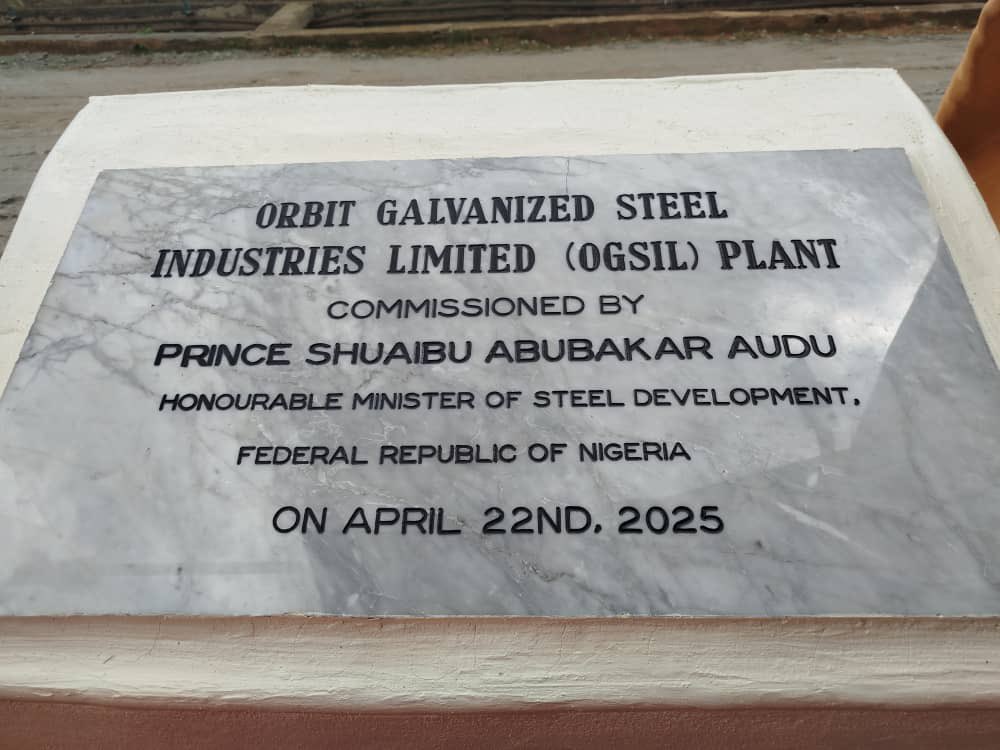 ORBIT GALVANIZED STEEL
INDUSTRIES LIMITED (OGSIL) PLANT
COMMISSIONED BY
PRINCE SHUAIBU ABUBAKAR AUDU
HONOURABLE MINISTER OF STEEL DEVELOPMENT,
FEDERAL REPUBLIC OF NIGERIA
ON APRIL 22ND, 2025